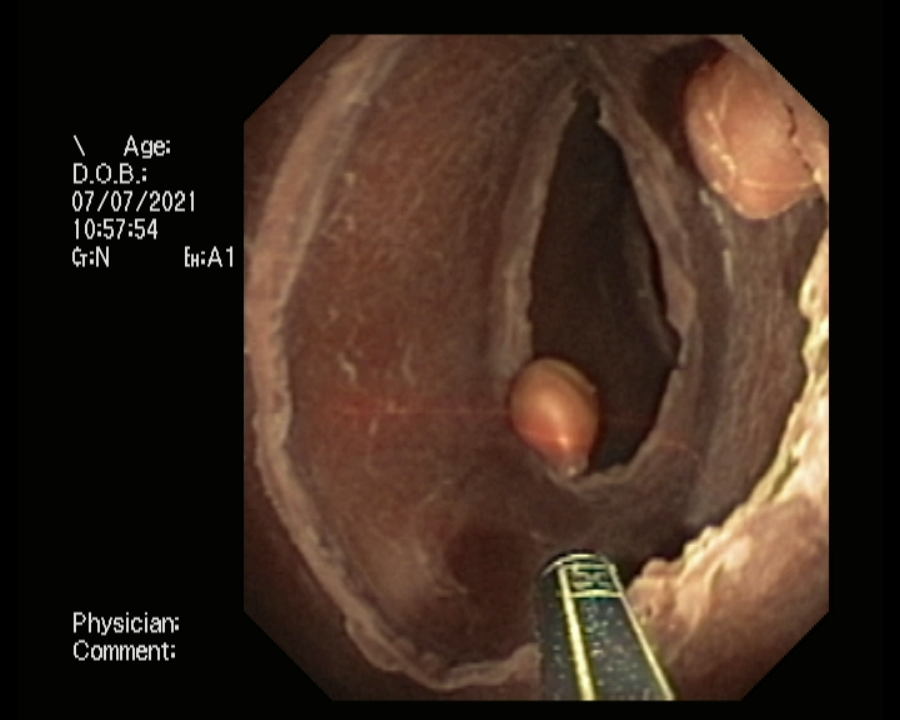 \ Age:
D.O.B.:
07/07/2021
10:57:54
Cr:N EH:A1
Physician:
Comment: